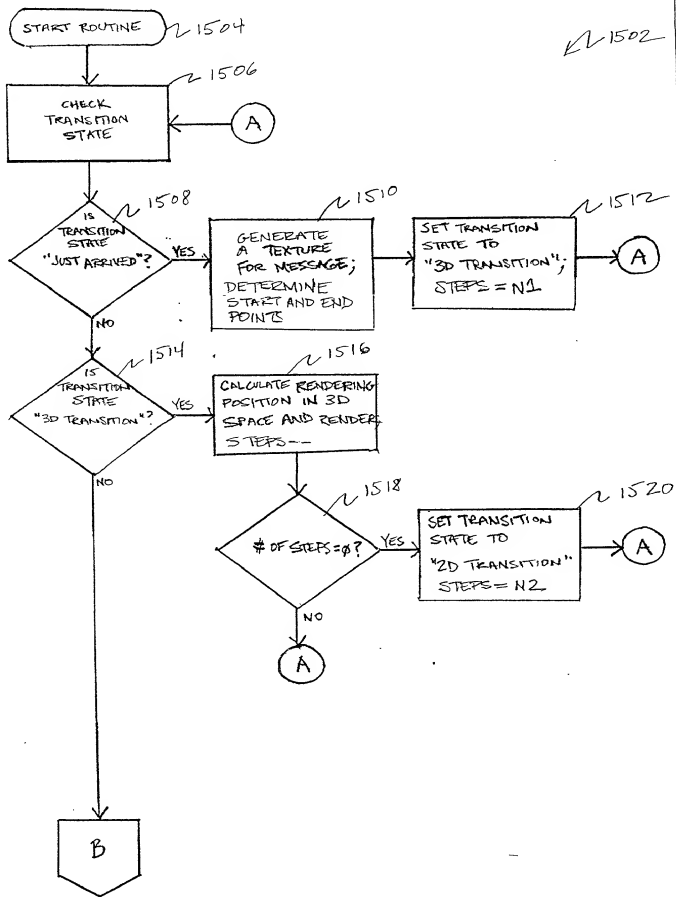 START ROUTINE
1504
1502
1506
CHECK
TRANSITION
STATE
A
1508
IS
TRANSITION
STATE
"JUST ARRIVED"?
YES
NO
1510
GENERATE
A TEXTURE
FOR MESSAGE;
DETERMINE
START AND END
POINTS
1512
SET TRANSITION
STATE TO
"3D TRANSITION";
STEPS = N1
A
1514
IS
TRANSITION
STATE
"3D TRANSITION"?
YES
NO
1516
CALCULATE RENDERING
POSITION IN 3D
SPACE AND RENDER;
STEPS--
1518
# OF STEPS=ø?
YES
NO
A
1520
SET TRANSITION
STATE TO
"2D TRANSITION"
STEPS = N2
A
B